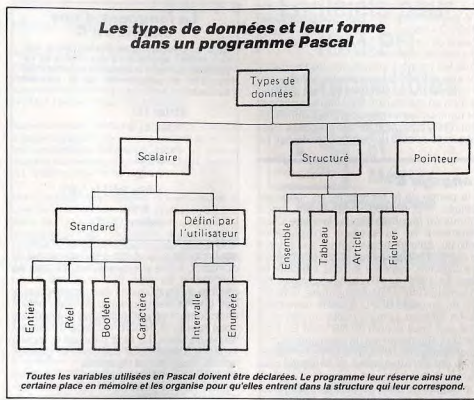 Les types de données et leur forme
dans un programme Pascal
Types de
données
Scalaire
Structuré
Pointeur
Standard
Défini par
l'utilisateur
Ensemble
Tableau
Article
Fichier
Entier
Réel
Booléen
Caractère
Intervalle
Enuméré
Toutes les variables utilisées en Pascal doivent être déclarées. Le programme leur réserve ainsi une
certaine place en mémoire et les organise pour qu'elles entrent dans la structure qui leur correspond.